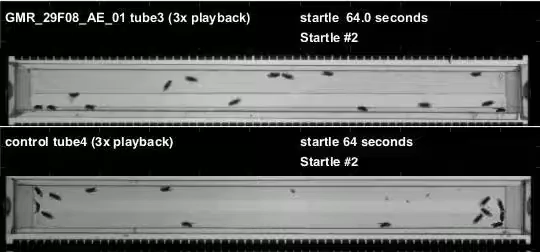 GMR_29F08_AE_01 tube3 (3x playback)
startle  64.0 seconds
Startle #2
control tube4 (3x playback)
startle 64 seconds
Startle #2